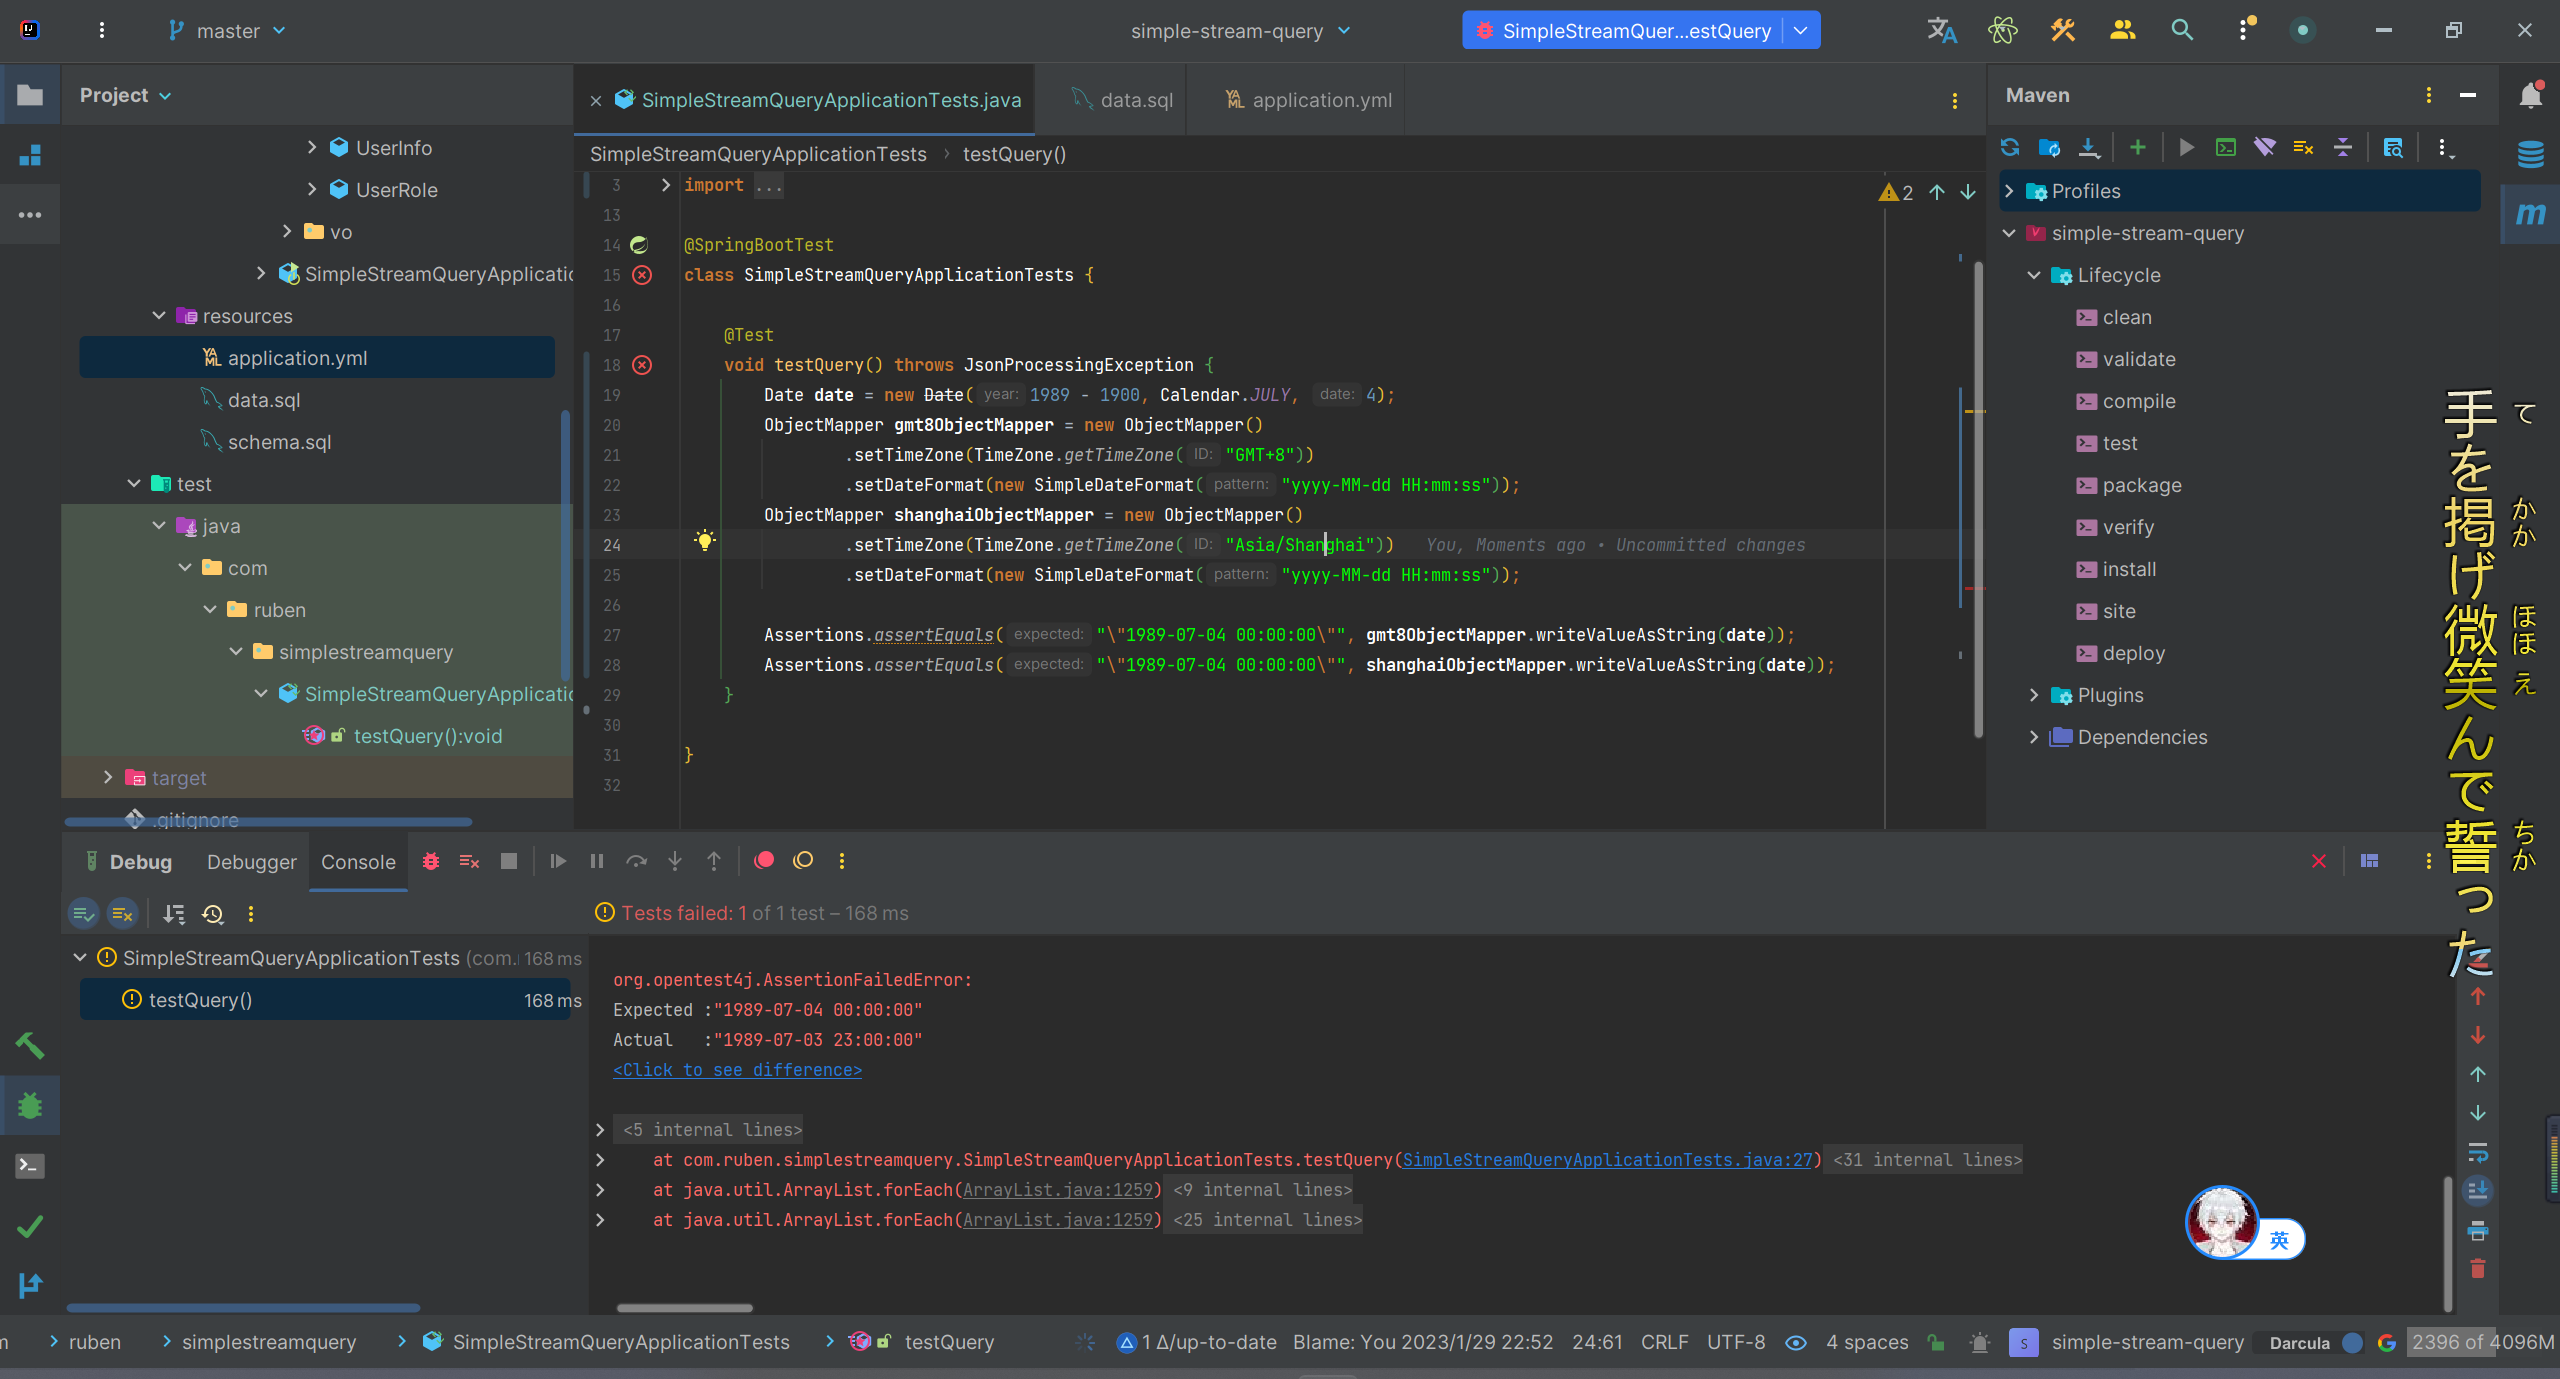 master
simple-stream-query
SimpleStreamQuer...estQuery
Project
UserInfo
UserRole
vo
SimpleStreamQueryApplicatio
resources
application.yml
data.sql
schema.sql
test
java
com
ruben
simplestreamquery
SimpleStreamQueryApplicatio
testQuery():void
target
.gitignore
SimpleStreamQueryApplicationTests.java
data.sql
application.yml
SimpleStreamQueryApplicationTests › testQuery()
2
3 import ...
13
14 @SpringBootTest
15 class SimpleStreamQueryApplicationTests {
16
17 @Test
18 void testQuery() throws JsonProcessingException {
19 Date date = new Date( year: 1989 - 1900, Calendar.JULY, date: 4);
20 ObjectMapper gmt8ObjectMapper = new ObjectMapper()
21 .setTimeZone(TimeZone.getTimeZone( ID: "GMT+8"))
22 .setDateFormat(new SimpleDateFormat( pattern: "yyyy-MM-dd HH:mm:ss"));
23 ObjectMapper shanghaiObjectMapper = new ObjectMapper()
24 .setTimeZone(TimeZone.getTimeZone( ID: "Asia/Shanghai")) You, Moments ago • Uncommitted changes
25 .setDateFormat(new SimpleDateFormat( pattern: "yyyy-MM-dd HH:mm:ss"));
26
27 Assertions.assertEquals( expected: "\"1989-07-04 00:00:00\"", gmt8ObjectMapper.writeValueAsString(date));
28 Assertions.assertEquals( expected: "\"1989-07-04 00:00:00\"", shanghaiObjectMapper.writeValueAsString(date));
29 }
30
31 }
32
Maven
Profiles
simple-stream-query
Lifecycle
clean
validate
compile
test
package
verify
install
site
deploy
Plugins
Dependencies
m
手を掲げ微笑んで誓った
て
かか
ほほ
え
ちか
Debug
Debugger
Console
Tests failed: 1 of 1 test – 168 ms
SimpleStreamQueryApplicationTests (com. 168 ms
testQuery() 168 ms
org.opentest4j.AssertionFailedError:
Expected :"1989-07-04 00:00:00"
Actual :"1989-07-03 23:00:00"
<Click to see difference>
<5 internal lines>
at com.ruben.simplestreamquery.SimpleStreamQueryApplicationTests.testQuery(SimpleStreamQueryApplicationTests.java:27) <31 internal lines>
at java.util.ArrayList.forEach(ArrayList.java:1259) <9 internal lines>
at java.util.ArrayList.forEach(ArrayList.java:1259) <25 internal lines>
英
ruben › simplestreamquery › SimpleStreamQueryApplicationTests › testQuery
1 Δ/up-to-date
Blame: You 2023/1/29 22:52
24:61
CRLF
UTF-8
4 spaces
S
simple-stream-query
Darcula
2396 of 4096M